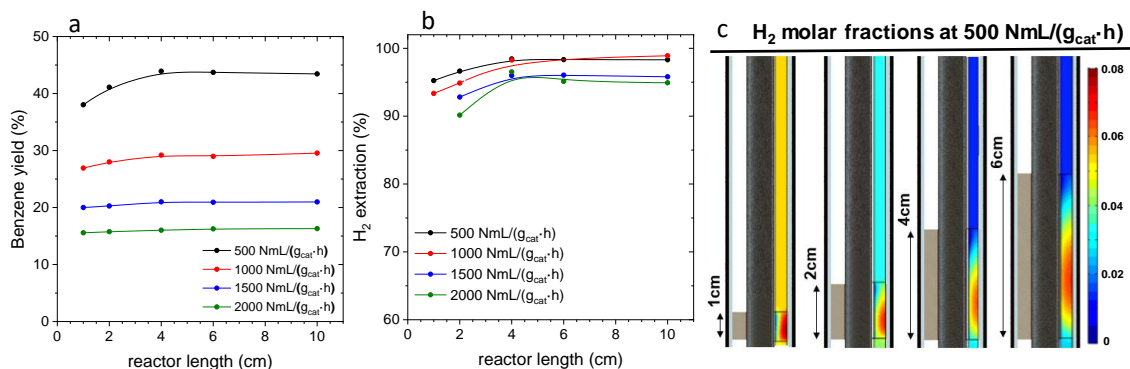 a
50
40
30
20
10
0
Benzene yield (%)
500 NmL/(gcat·h)
1000 NmL/(gcat·h)
1500 NmL/(gcat·h)
2000 NmL/(gcat·h)
0 2 4 6 8 10
reactor length (cm)
b
100
90
80
70
60
H2 extraction (%)
500 NmL/(gcat·h)
1000 NmL/(gcat·h)
1500 NmL/(gcat·h)
2000 NmL/(gcat·h)
0 2 4 6 8 10
reactor length (cm)
c H2 molar fractions at 500 NmL/(gcat·h)
1cm
2cm
4cm
6cm
0.08
0.06
0.04
0.02
0